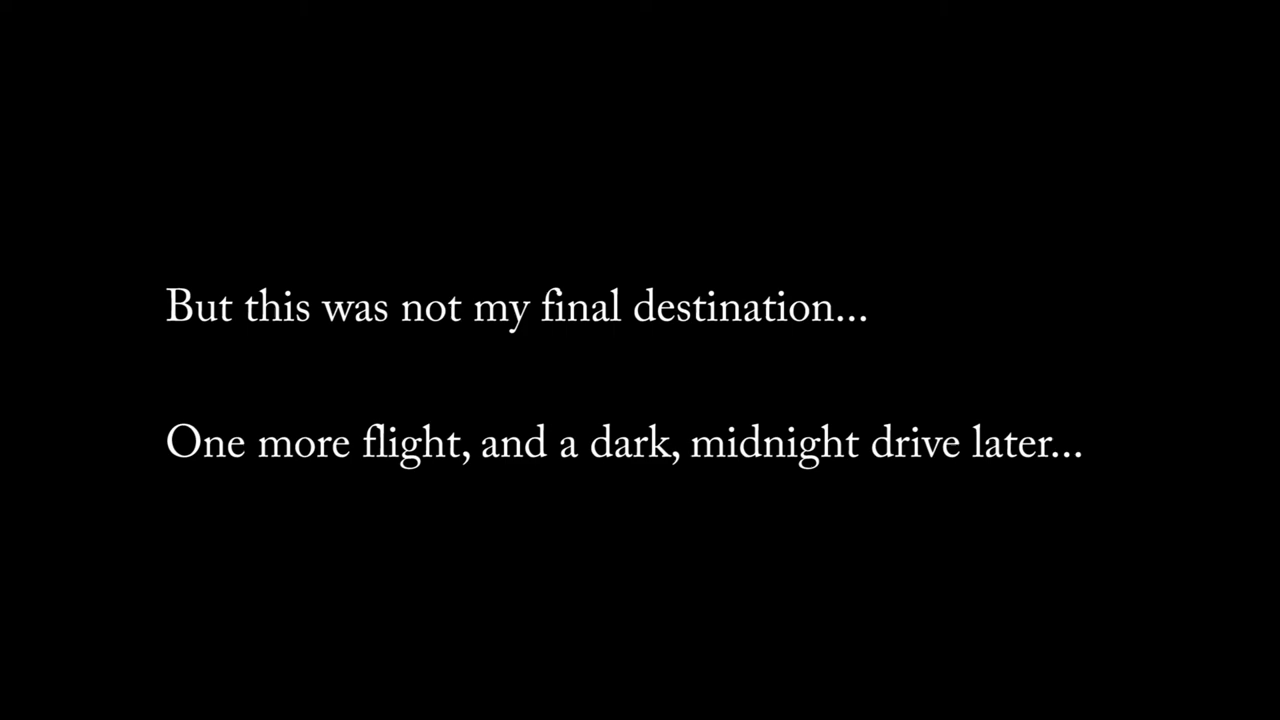 But this was not my final destination...
One more flight, and a dark, midnight drive later...